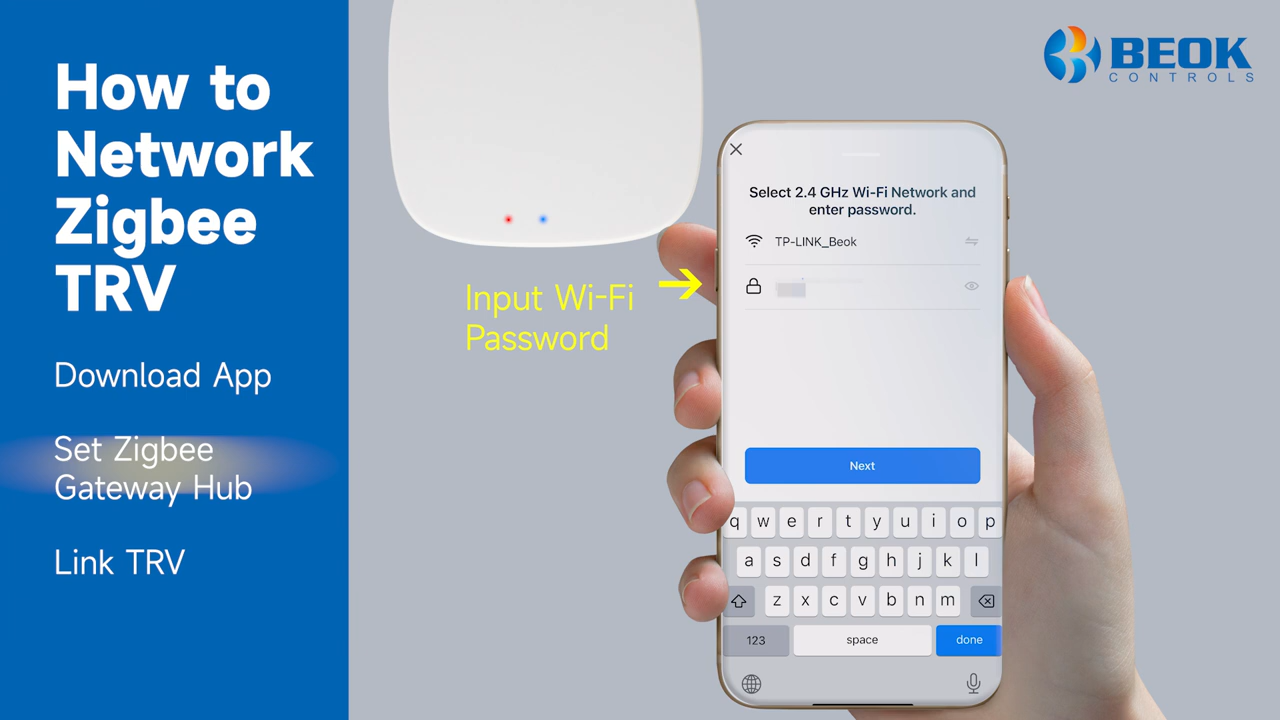 How to
Network
Zigbee
TRV
Download App
Set Zigbee
Gateway Hub
Link TRV
BEOK
CONTROLS
Input Wi-Fi
Password
Select 2.4 GHz Wi-Fi Network and
enter password.
TP-LINK_Beok
Next
q w e r t y u i o p
a s d f g h j k l
z x c v b n m
123 space done